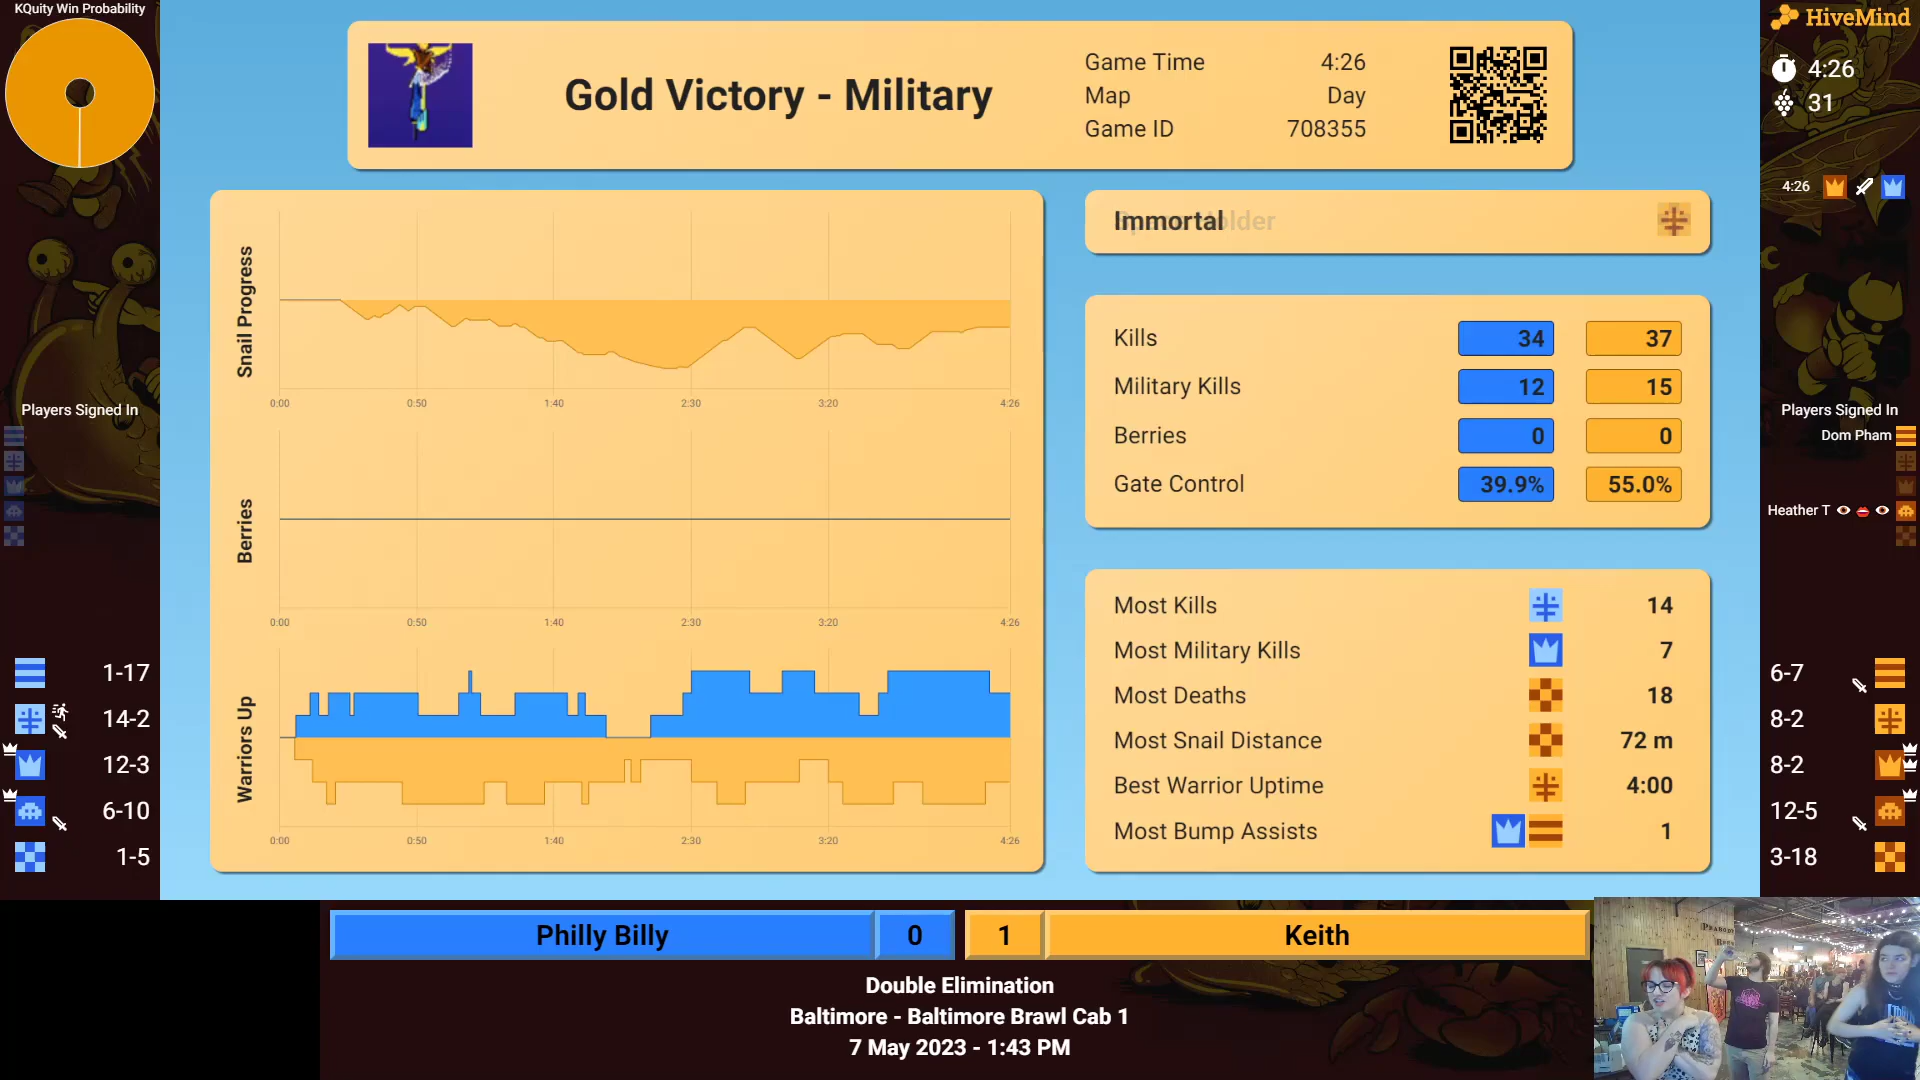 KQuity Win Probability
HiveMind
4:26
31
4:26
Gold Victory - Military
Game Time 4:26
Map Day
Game ID 708355
Snail Progress
0:00 0:50 1:40 2:30 3:20 4:26
Berries
0:00 0:50 1:40 2:30 3:20 4:26
Warriors Up
0:00 0:50 1:40 2:30 3:20 4:26
Immortal
Kills 34 37
Military Kills 12 15
Berries 0 0
Gate Control 39.9% 55.0%
Most Kills 14
Most Military Kills 7
Most Deaths 18
Most Snail Distance 72 m
Best Warrior Uptime 4:00
Most Bump Assists 1
Players Signed In
1-17
14-2
12-3
6-10
1-5
Players Signed In
Dom Pham
Heather T
6-7
8-2
8-2
12-5
3-18
Philly Billy 0 1 Keith
Double Elimination
Baltimore - Baltimore Brawl Cab 1
7 May 2023 - 1:43 PM